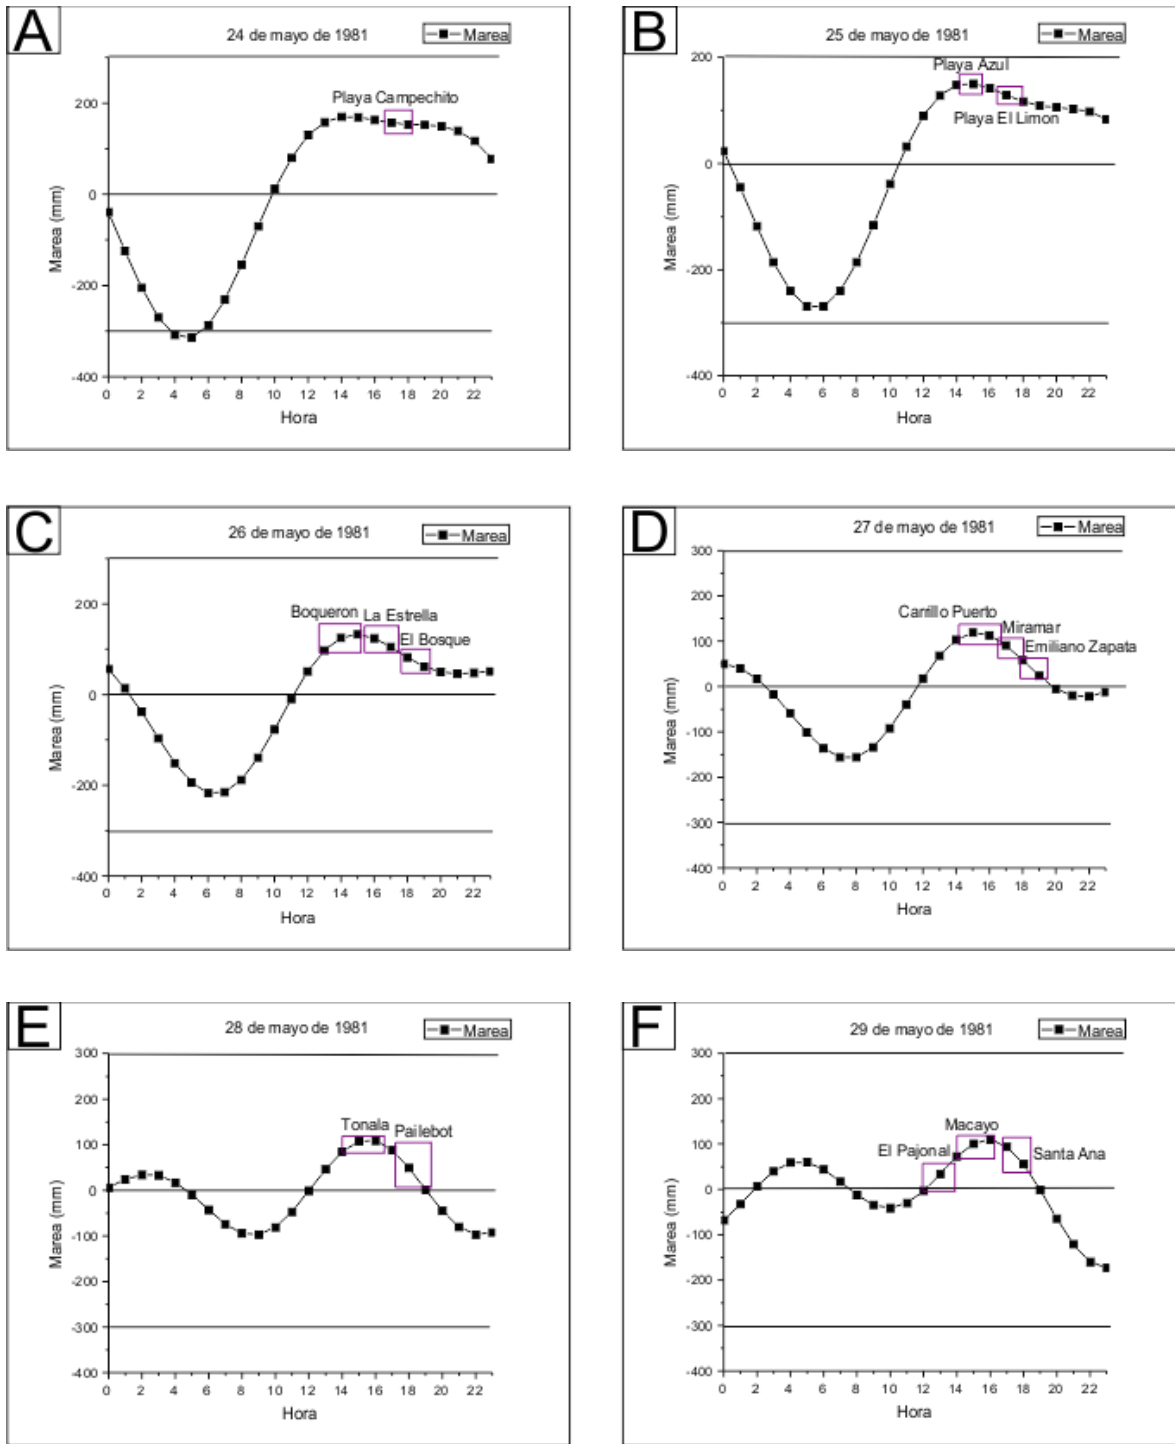 A
24 de mayo de 1981
Marea
Playa Campechito
200
0
-200
-400
Marea (mm)
0 2 4 6 8 10 12 14 16 18 20 22
Hora
B
25 de mayo de 1981
Marea
Playa Azul
Playa El Limon
200
0
-200
-400
Marea (mm)
0 2 4 6 8 10 12 14 16 18 20 22
Hora
C
26 de mayo de 1981
Marea
Boqueron
La Estrella
El Bosque
200
0
-200
-400
Marea (mm)
0 2 4 6 8 10 12 14 16 18 20 22
Hora
D
27 de mayo de 1981
Marea
Carrillo Puerto
Miramar
Emiliano Zapata
300
200
100
0
-100
-200
-300
-400
Marea (mm)
0 2 4 6 8 10 12 14 16 18 20 22
Hora
E
28 de mayo de 1981
Marea
Tonala
Pailebot
300
200
100
0
-100
-200
-300
-400
Marea (mm)
0 2 4 6 8 10 12 14 16 18 20 22
Hora
F
29 de mayo de 1981
Marea
Macayo
El Pajonal
Santa Ana
300
200
100
0
-100
-200
-300
-400
Marea (mm)
0 2 4 6 8 10 12 14 16 18 20 22
Hora